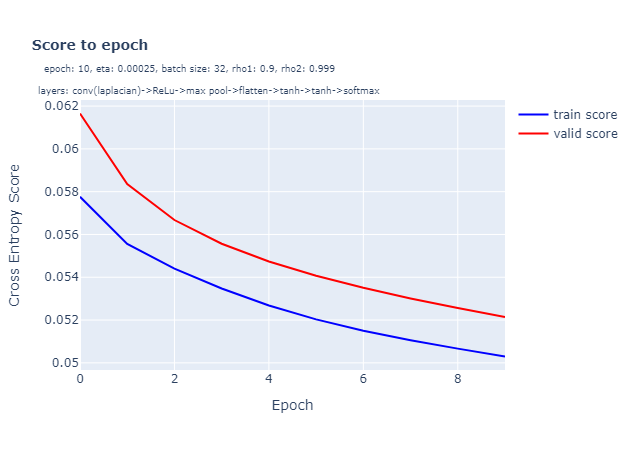 Score to epoch
epoch: 10, eta: 0.00025, batch size: 32, rho1: 0.9, rho2: 0.999
layers: conv(laplacian)->ReLu->max pool->flatten->tanh->tanh->softmax
0.062
0.06
0.058
0.056
0.054
0.052
0.05
Cross Entropy Score
0
2
4
6
8
Epoch
train score
valid score